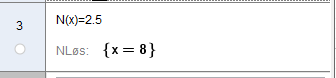 3
N(x)=2.5
NLøs: {x = 8}